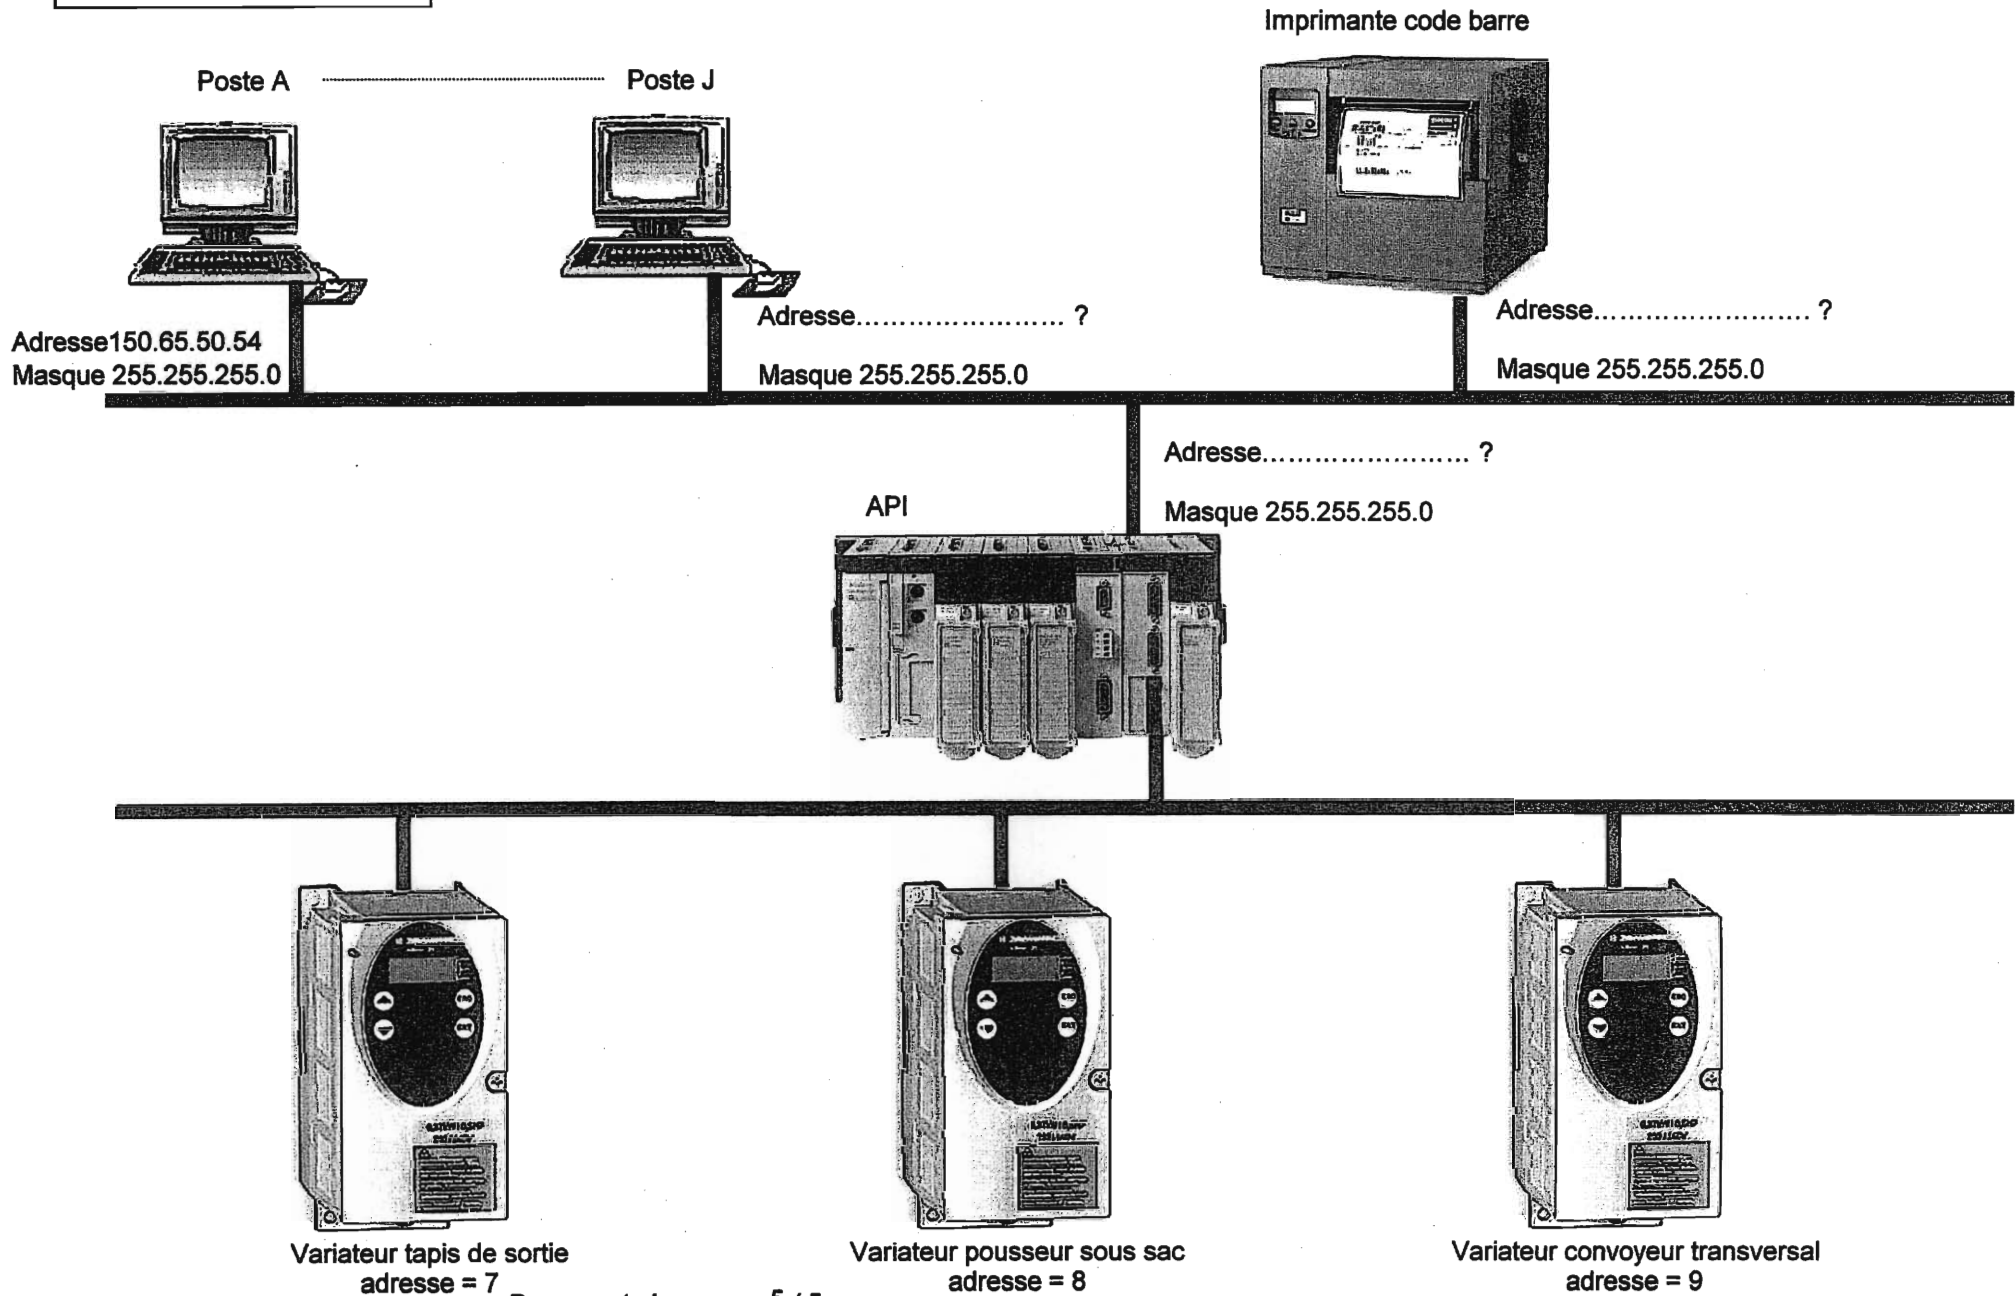 Imprimante code barre
Poste A ........................ Poste J
Adresse150.65.50.54
Masque 255.255.255.0
Adresse........................ ?
Masque 255.255.255.0
Adresse........................ ?
Masque 255.255.255.0
Adresse........................ ?
Masque 255.255.255.0
API
Variateur tapis de sortie
adresse = 7
Variateur pousseur sous sac
adresse = 8
Variateur convoyeur transversal
adresse = 9